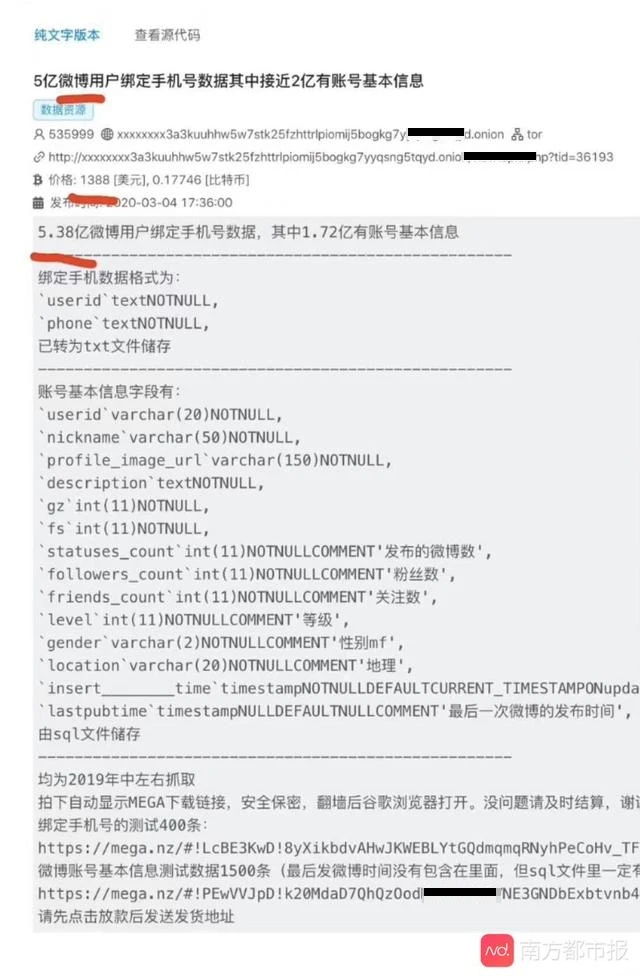 纯文字版本 查看源代码
5亿微博用户绑定手机号数据其中接近2亿有账号基本信息
数据资源
535999 xxxxxxxx3a3kuuhhw5w7stk25fzhttrlpiomij5bogkg7y d.onion tor
http://xxxxxxxx3a3kuuhhw5w7stk25fzhttrlpiomij5bogkg7yyqsng5tqyd.onio hp?tid=36193
价格: 1388 [美元], 0.17746 [比特币]
发布时间: 2020-03-04 17:36:00
5.38亿微博用户绑定手机号数据，其中1.72亿有账号基本信息
绑定手机数据格式为：
`userid`textNOTNULL,
`phone`textNOTNULL,
已转为txt文件储存
账号基本信息字段有：
`userid`varchar(20)NOTNULL,
`nickname`varchar(50)NOTNULL,
`profile_image_url`varchar(150)NOTNULL,
`description`textNOTNULL,
`gz`int(11)NOTNULL,
`fs`int(11)NOTNULL,
`statuses_count`int(11)NOTNULLCOMMENT'发布的微博数',
`followers_count`int(11)NOTNULLCOMMENT'粉丝数',
`friends_count`int(11)NOTNULLCOMMENT'关注数',
`level`int(11)NOTNULLCOMMENT'等级',
`gender`varchar(2)NOTNULLCOMMENT'性别mf',
`location`varchar(20)NOTNULLCOMMENT'地理',
`insert________time`timestampNOTNULLDEFAULTCURRENT_TIMESTAMPONupda
`lastpubtime`timestampNULLDEFAULTNULLCOMMENT'最后一次微博的发布时间',
由sql文件储存
均为2019年中左右抓取
拍下自动显示MEGA下载链接，安全保密，翻墙后谷歌浏览器打开。没问题请及时结算，谢
绑定手机号的测试400条：
https://mega.nz/#!LcBE3KwD!8yXikbdvAHwJKWEBLYtGQdmqmqRNyhPeCoHv_TF
微博账号基本信息测试数据1500条（最后发微博时间没有包含在里面，但sql文件里一定有
https://mega.nz/#!PEwVVJpD!k20MdaD7QhQzOod NE3GNDbExbtvnb4
请先点击放款后发送发货地址
南方都市报